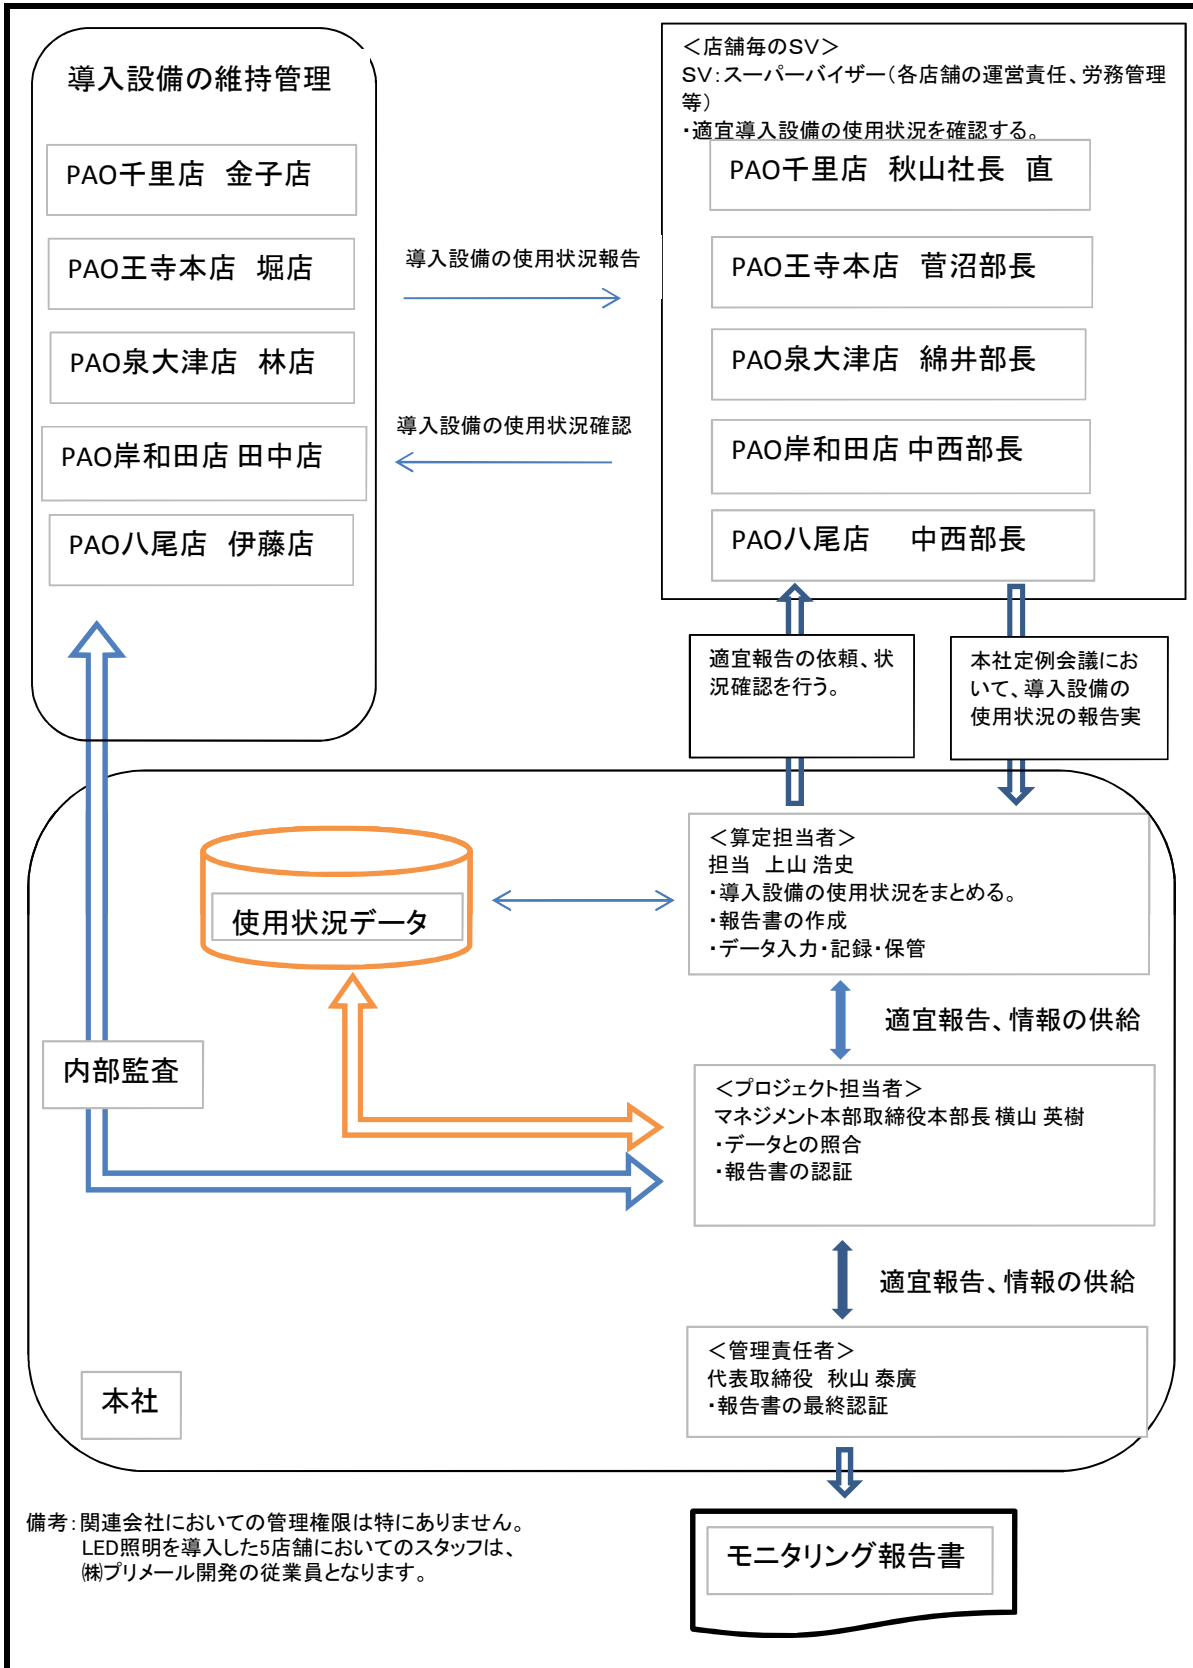 導入設備の維持管理
PAO千里店　金子店
PAO王寺本店　堀店
PAO泉大津店　林店
PAO岸和田店 田中店
PAO八尾店　伊藤店
導入設備の使用状況報告
導入設備の使用状況確認
＜店舗毎のSV＞
SV：スーパーバイザー（各店舗の運営責任、労務管理
等）
・適宜導入設備の使用状況を確認する。
PAO千里店　秋山社長　直
PAO王寺本店　菅沼部長
PAO泉大津店　綿井部長
PAO岸和田店 中西部長
PAO八尾店　　中西部長
適宜報告の依頼、状
況確認を行う。
本社定例会議にお
いて、導入設備の
使用状況の報告実
＜算定担当者＞
担当　上山 浩史
・導入設備の使用状況をまとめる。
・報告書の作成
・データ入力・記録・保管
使用状況データ
適宜報告、情報の供給
内部監査
＜プロジェクト担当者＞
マネジメント本部取締役本部長 横山 英樹
・データとの照合
・報告書の認証
適宜報告、情報の供給
＜管理責任者＞
代表取締役　秋山 泰廣
・報告書の最終認証
本社
備考：関連会社においての管理権限は特にありません。
LED照明を導入した5店舗においてのスタッフは、
㈱プリメール開発の従業員となります。
モニタリング報告書